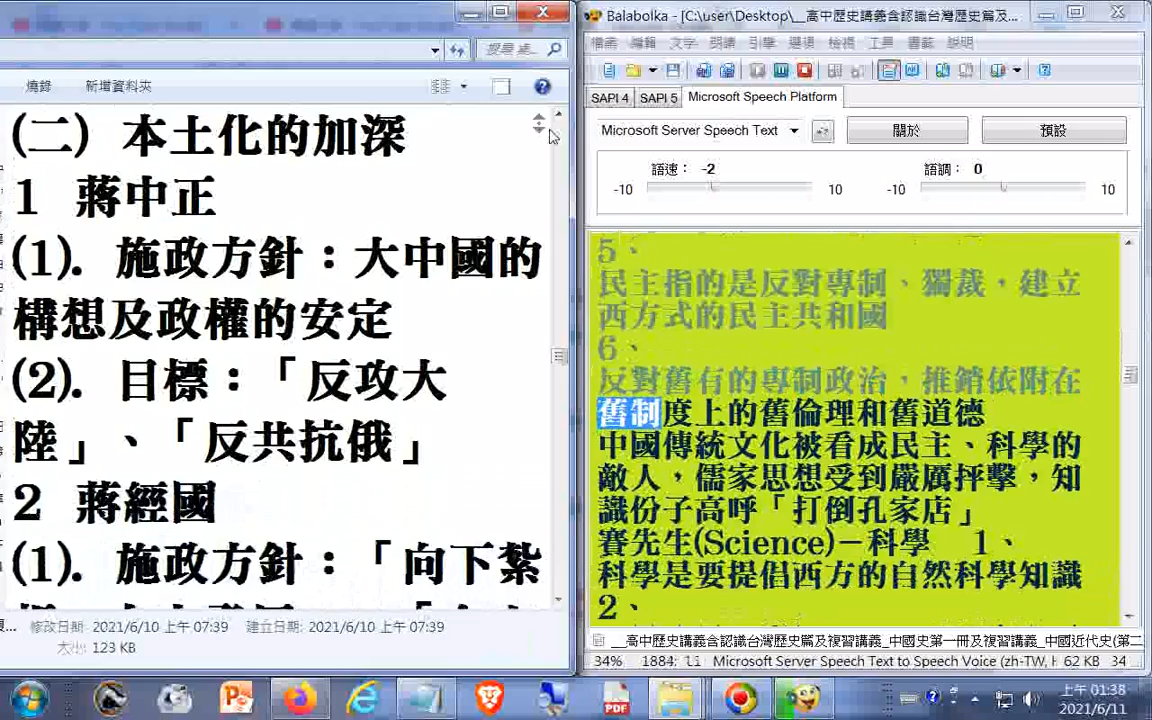 燒錄 新增資料夾
(二) 本土化的加深
1 蔣中正
(1). 施政方針：大中國的
構想及政權的安定
(2). 目標：「反攻大
陸」、「反共抗俄」
2 蔣經國
(1). 施政方針：「向下紮
修改日期: 2021/6/10 上午 07:39 建立日期: 2021/6/10 上午 07:39
大小: 123 KB
Balabolka - [C:\user\Desktop\__高中歷史講義含認識台灣歷史篇及...
檔案 編輯 文字 朗讀 引擎 選項 檢視 工具 書籤 說明
SAPI 4 SAPI 5 Microsoft Speech Platform
Microsoft Server Speech Text 關於 預設
語速： -2 語調： 0
-10 10 -10 10
5、
民主指的是反對專制、獨裁，建立
西方式的民主共和國
6、
反對舊有的專制政治，推銷依附在
舊制度上的舊倫理和舊道德
中國傳統文化被看成民主、科學的
敵人，儒家思想受到嚴厲抨擊，知
識份子高呼「打倒孔家店」
賽先生(Science)－科學 1、
科學是要提倡西方的自然科學知識
2、
__高中歷史講義含認識台灣歷史篇及複習講義_中國史第一冊及複習講義_中國近代史(第二
34% 1884: 11 Microsoft Server Speech Text to Speech Voice (zh-TW, H 62 KB 34
上午 01:38
2021/6/11